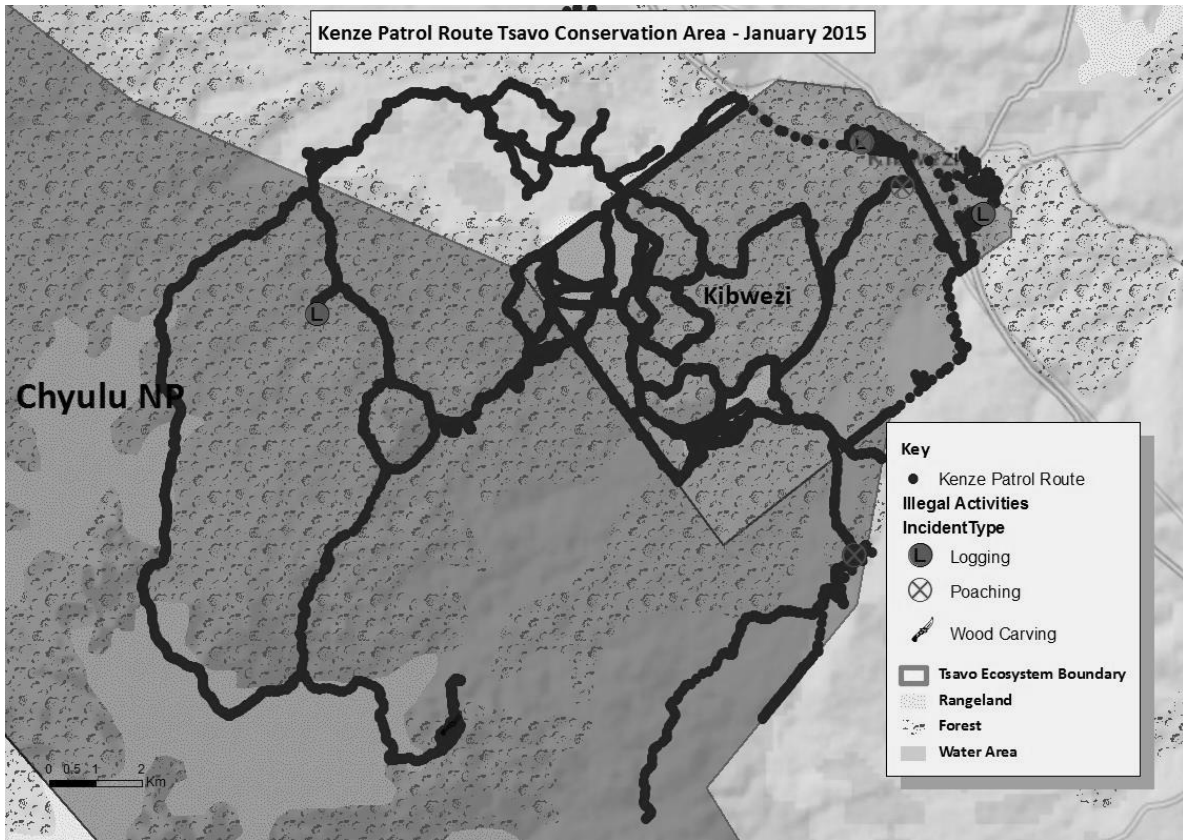 Kenze Patrol Route Tsavo Conservation Area - January 2015
L
Kibwezi
L
Kibwezi
L
Chyulu NP
Key
Kenze Patrol Route
Illegal Activities
IncidentType
L Logging
Poaching
Wood Carving
Tsavo Ecosystem Boundary
Rangeland
Forest
Water Area
0 0.5 1 2
Km